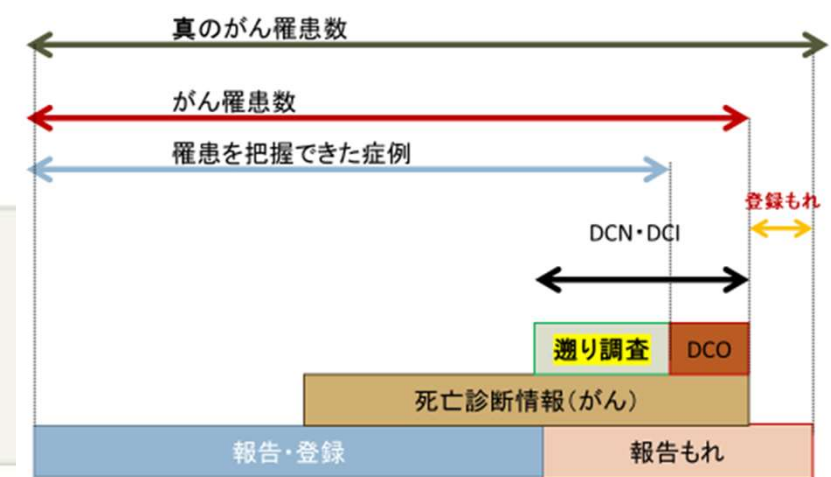 真のがん罹患数
がん罹患数
罹患を把握できた症例
登録もれ
DCN・DCI
遡り調査
DCO
死亡診断情報(がん)
報告・登録
報告もれ